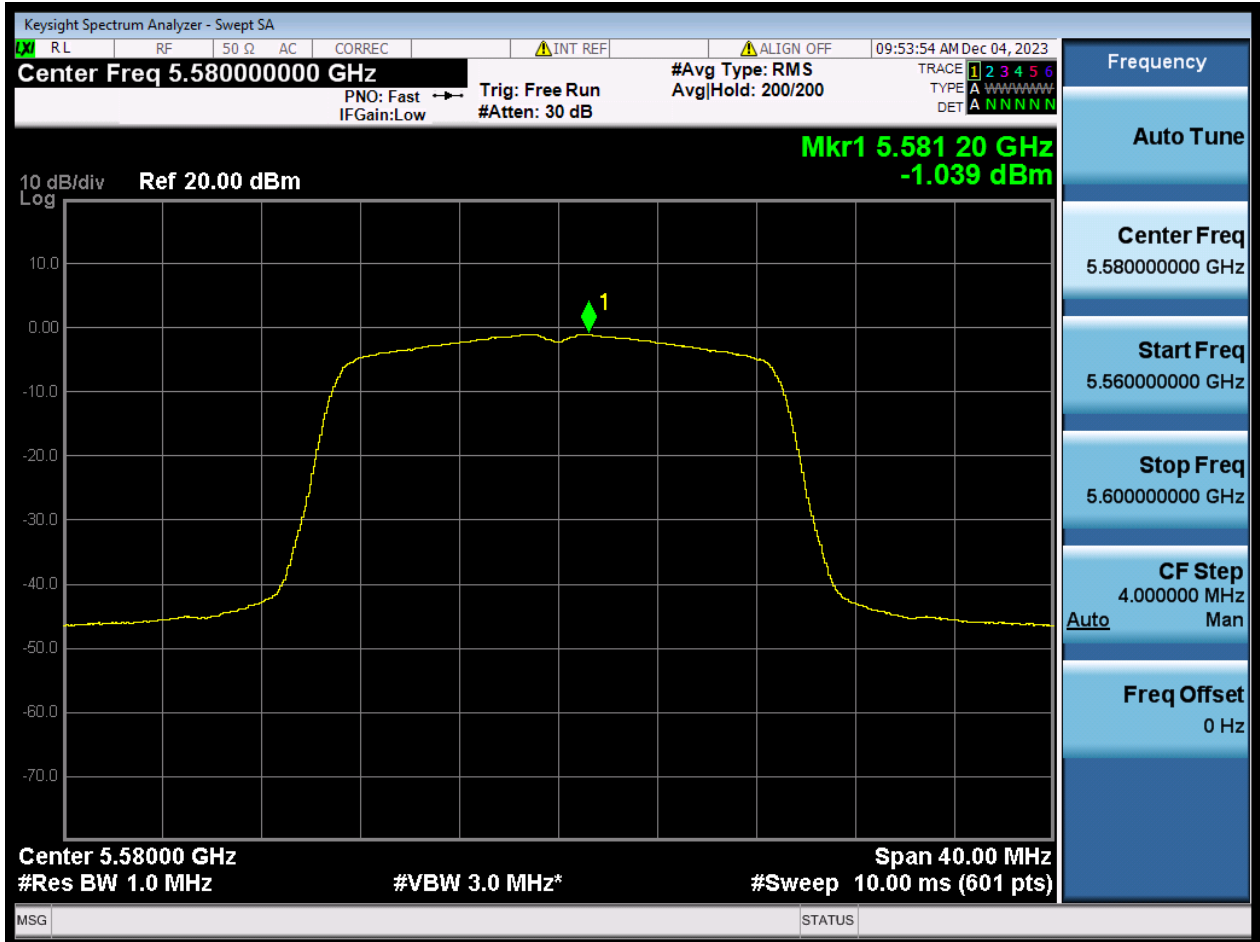 Keysight Spectrum Analyzer - Swept SA
LXI RL RF 50 Ω AC CORREC INT REF ALIGN OFF 09:53:54 AM Dec 04, 2023
Center Freq 5.580000000 GHz
PNO: Fast
IFGain:Low
Trig: Free Run
#Atten: 30 dB
#Avg Type: RMS
Avg|Hold: 200/200
TRACE 1 2 3 4 5 6
TYPE A WWWWW
DET A N N N N N
Mkr1 5.581 20 GHz
-1.039 dBm
10 dB/div Ref 20.00 dBm
Log
10.0
1
0.00
-10.0
-20.0
-30.0
-40.0
-50.0
-60.0
-70.0
Center 5.58000 GHz Span 40.00 MHz
#Res BW 1.0 MHz #VBW 3.0 MHz* #Sweep 10.00 ms (601 pts)
MSG STATUS
Frequency
Auto Tune
Center Freq
5.580000000 GHz
Start Freq
5.560000000 GHz
Stop Freq
5.600000000 GHz
CF Step
4.000000 MHz
Auto Man
Freq Offset
0 Hz